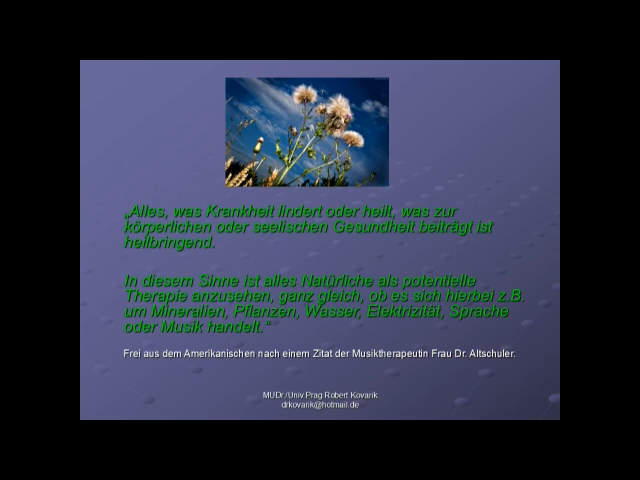 „Alles, was Krankheit lindert oder heilt, was zur
körperlichen oder seelischen Gesundheit beiträgt ist
heilbringend.
In diesem Sinne ist alles Natürliche als potentielle
Therapie anzusehen, ganz gleich, ob es sich hierbei z.B.
um Mineralien, Pflanzen, Wasser, Elektrizität, Sprache
oder Musik handelt.“
Frei aus dem Amerikanischen nach einem Zitat der Musiktherapeutin Frau Dr. Altschuler.
MUDr./Univ.Prag Robert Kovarik
drkovarik@hotmail.de